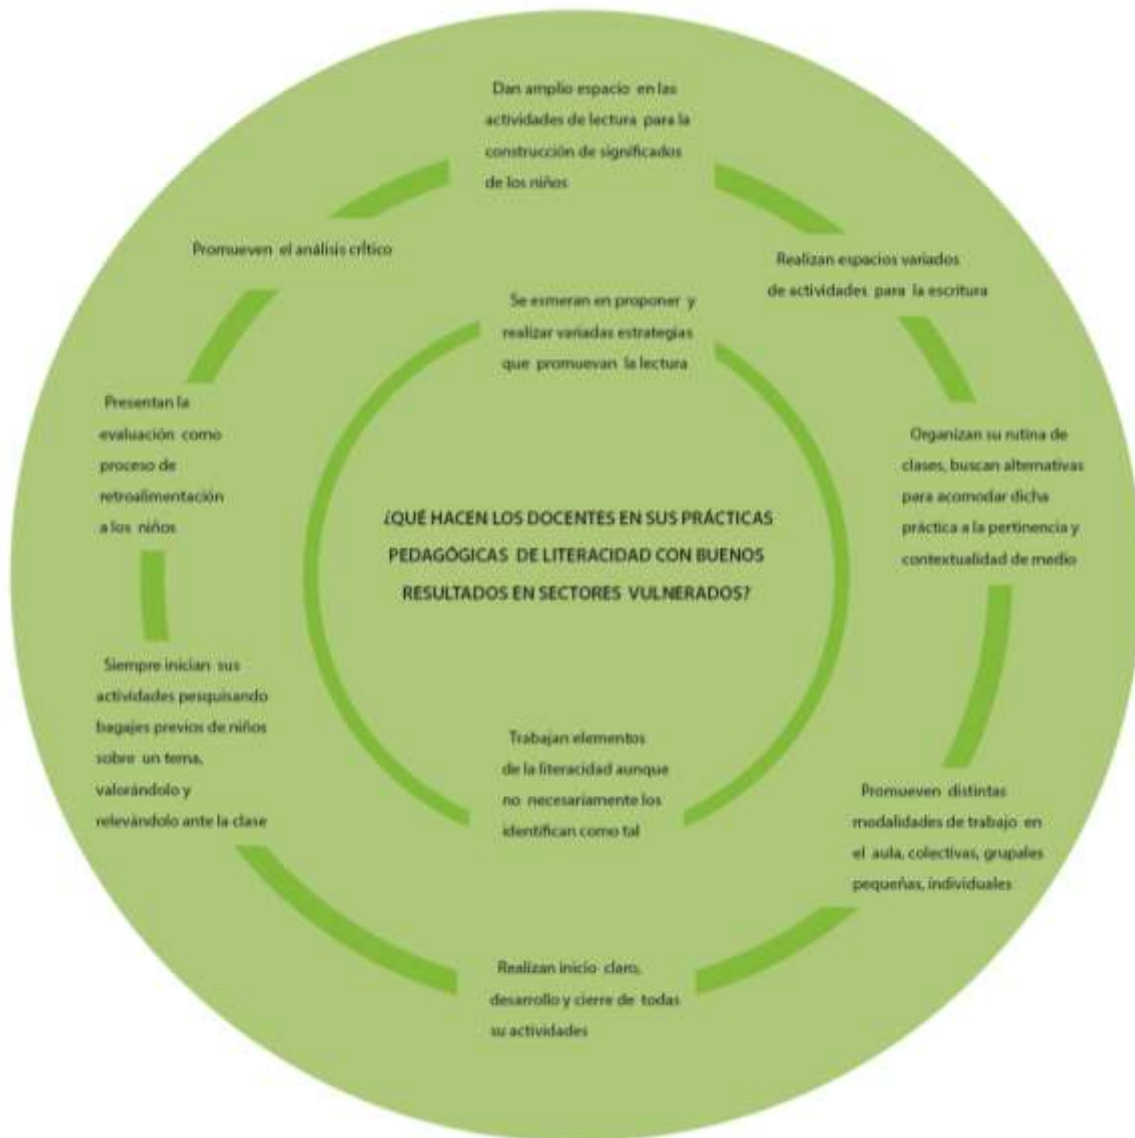 Dan amplio espacio en las
actividades de lectura para la
construcción de significados
de los niños
Promueven el análisis crítico
Realizan espacios variados
de actividades para la escritura
Se esmeran en proponer y
realizar variadas estrategias
que promuevan la lectura
Presentan la
evaluación como
proceso de
retroalimentación
a los niños
Organizan su rutina de
clases, buscan alternativas
para acomodar dicha
práctica a la pertinencia y
contextualidad de medio
¿QUÉ HACEN LOS DOCENTES EN SUS PRÁCTICAS
PEDAGÓGICAS DE LITERACIDAD CON BUENOS
RESULTADOS EN SECTORES VULNERADOS?
Siempre inician sus
actividades pesquisando
bagajes previos de niños
sobre un tema,
valorándolo y
relevándolo ante la clase
Trabajan elementos
de la literacidad aunque
no necesariamente los
identifican como tal
Promueven distintas
modalidades de trabajo en
el aula, colectivas, grupales
pequeñas, individuales
Realizan inicio claro,
desarrollo y cierre de todas
su actividades